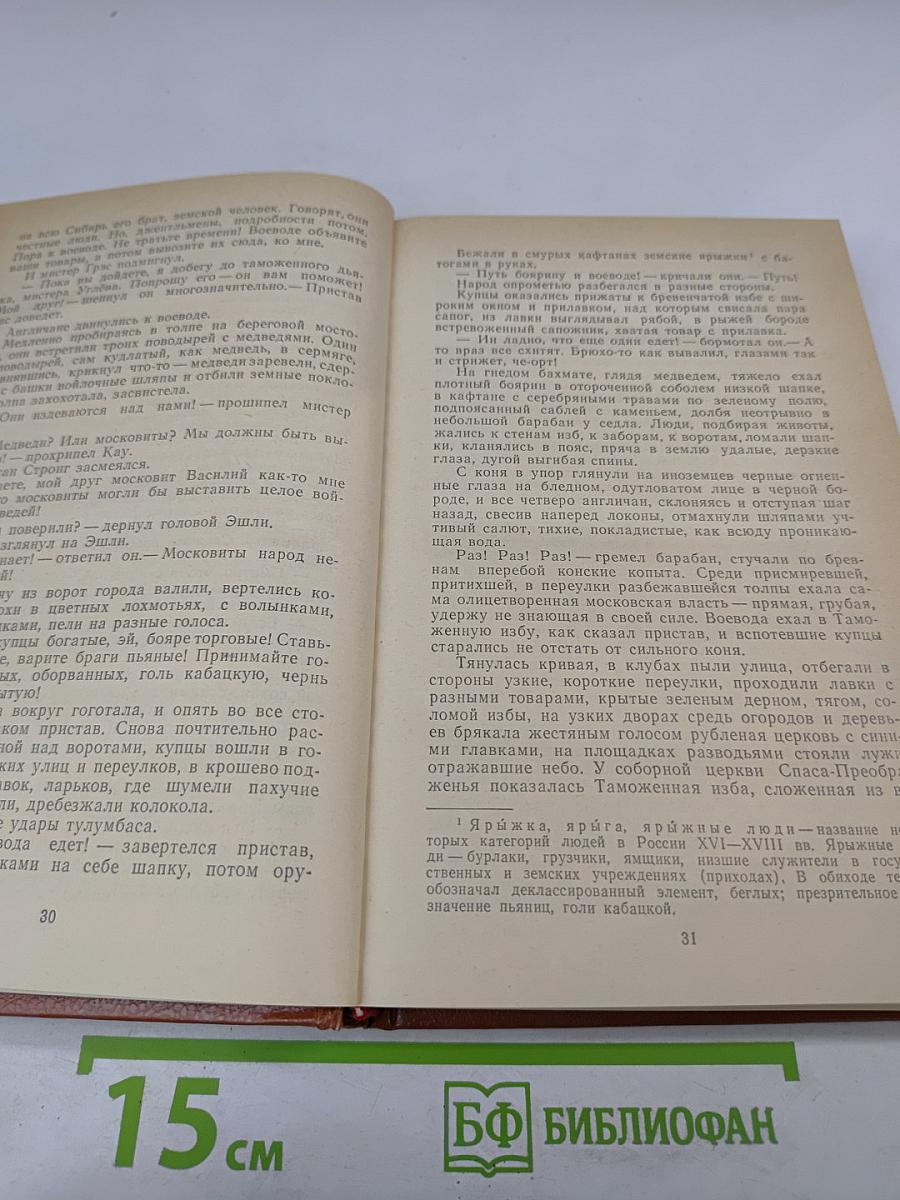 на всю Сибирь его брат, земской человек. Говорят, они
честные люди. Но, джентльмены, подробности потом.
Пора к воеводе. Не тратьте времени! Воеводе объявите
ваши товары, а потом вывозите их сюда, ко мне.
И мистер Грэс подмигнул.
— Пока вы дойдете, я добегу до таможенного дья-
ка, мистера Углёва. Попрошу его — он вам поможет!
Мой друг! — шепнул он многозначительно.— Пристав
вас доведет.
Англичане двинулись к воеводе.
Медленно пробираясь в толпе на береговой мосто-
они встретили троих поводырей с медведями. Один
поводырей, сам кудлатый, как медведь, в сермяге,
крикнул что-то — медведи заревели, сдер-
с башки войлочные шляпы и отбили земные покло-
захохотала, засвистела.
Они издеваются над нами! — прошипел мистер
Медведи? Или московиты? Мы должны быть вы-
— прохрипел Кау.
Стронг засмеялся.
мой друг московит Василий как-то мне
московиты могли бы выставить целое вой-
поверили? — дернул головой Эшли.
взглянул на Эшли.
— ответил он.— Московиты народ не-
из ворот города валили, вертелись ко-
в цветных лохмотьях, с волынками,
пели на разные голоса.
купцы богатые, эй, бояре торговые! Ставь-
варите браги пьяные! Принимайте го-
оборванных, голь кабацкую, чернь
вокруг гоготала, и опять во все сто-
пристав. Снова почтительно рас-
над воротами, купцы вошли в го-
улиц и переулков, в крошево под-
ларьков, где шумели пахучие
дребезжали колокола.
удары тулумбаса.
едет! — завертелся пристав,
на себе шапку, потом ору-
30
Бежали в смурых кафтанах земские ярыжки¹ с ба-
тогами в руках.
— Путь боярину и воеводе! — кричали они. — Путь!
Народ опрометью разбегался в разные стороны.
Купцы оказались прижаты к бревенчатой избе с ши-
роким окном и прилавком, над которым свисала пара
сапог, из лавки выглядывал рябой, в рыжей бороде
встревоженный сапожник, хватая товар с прилавка.
— Ин ладно, что еще один едет! — бормотал он.— А
то враз все схитят. Брюхо-то как вывалил, глазами так
и стрижет, че-орт!
На гнедом бахмате, глядя медведем, тяжело ехал
плотный боярин в отороченной соболем низкой шапке,
в кафтане с серебряными травами по зеленому полю,
подпоясанный саблей с каменьем, долбя неотрывно в
небольшой барабан у седла. Люди, подбирая животы,
жались к стенам изб, к заборам, к воротам, ломали шап-
ки, кланялись в пояс, пряча в землю удалые, дерзкие
глаза, дугой выгибая спины.
С коня в упор глянули на иноземцев черные огнен-
ные глаза на бледном, одутловатом лице в черной бо-
роде, и все четверо англичан, склоняясь и отступая шаг
назад, свесив наперед локоны, отмахнули шляпами уч-
тивый салют, тихие, покладистые, как всюду проникаю-
щая вода.
Раз! Раз! Раз! — гремел барабан, стучали по брев-
нам вперебой конские копыта. Среди присмиревшей,
притихшей, в переулки разбежавшейся толпы ехала са-
ма олицетворенная московская власть — прямая, грубая,
удержу не знающая в своей силе. Воевода ехал в Тамо-
женную избу, как сказал пристав, и вспотевшие купцы
старались не отстать от сильного коня.
Тянулась кривая, в клубах пыли улица, отбегали в
стороны узкие, короткие переулки, проходили лавки с
разными товарами, крытые зеленым дерном, тягом, со-
ломой избы, на узких дворах средь огородов и деревь-
ев брякала жестяным голосом рубленая церковь с сини-
ми главками, на площадках разводьями стояли лужи
отражавшие небо. У соборной церкви Спаса-Преобра-
женья показалась Таможенная изба, сложенная из в
¹ Яры́жка, яры́га, яры́жные люди — название не
торых категорий людей в России XVI—XVIII вв. Ярыжные
ди — бурлаки, грузчики, ямщики, низшие служители в госу
ственных и земских учреждениях (приходах). В обиходе те
обозначал деклассированный элемент, беглых; презрительное
значение пьяниц, голи кабацкой.
31
15 см
БФ БИБЛИОФАН